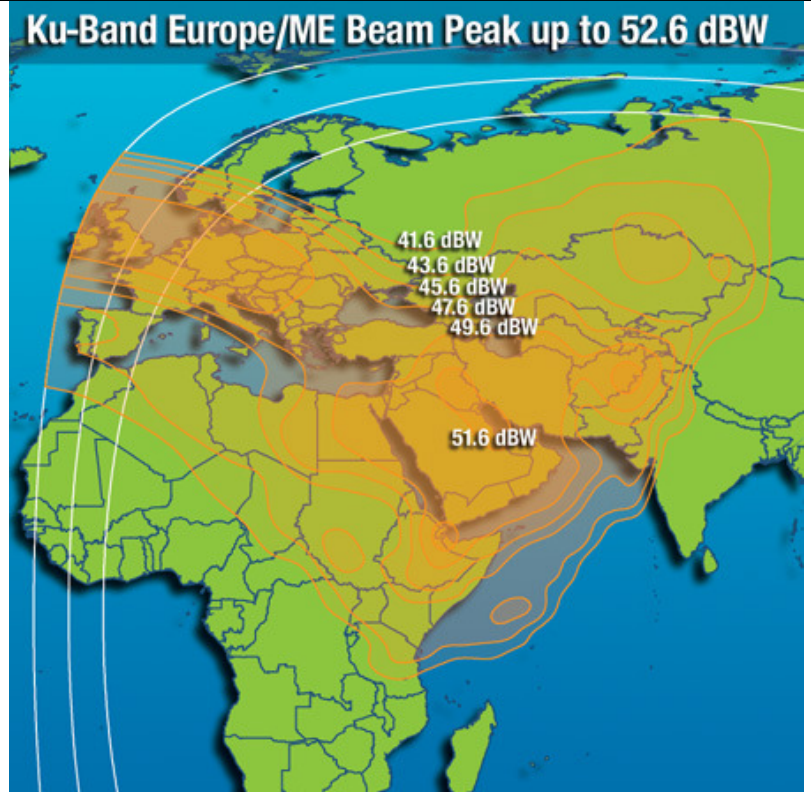 Ku-Band Europe/ME Beam Peak up to 52.6 dBW
41.6 dBW
43.6 dBW
45.6 dBW
47.6 dBW
49.6 dBW
51.6 dBW